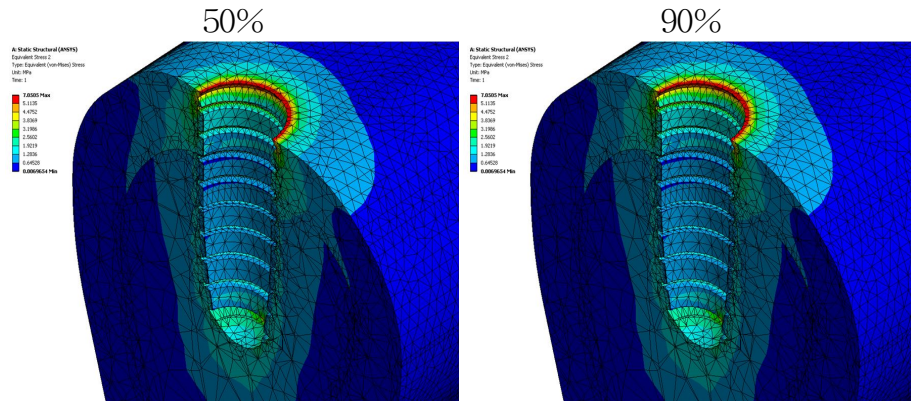 50%
90%
A: Static Structural (ANSYS)
Equivalent Stress 2
Type: Equivalent (von-Mises) Stress
Unit: MPa
Time: 1
7.0305 Max
5.1135
4.4752
3.8369
3.1986
2.5602
1.9219
1.2836
0.64528
0.0069654 Min
A: Static Structural (ANSYS)
Equivalent Stress 2
Type: Equivalent (von-Mises) Stress
Unit: MPa
Time: 1
7.0305 Max
5.1135
4.4752
3.8369
3.1986
2.5602
1.9219
1.2836
0.64528
0.0069654 Min